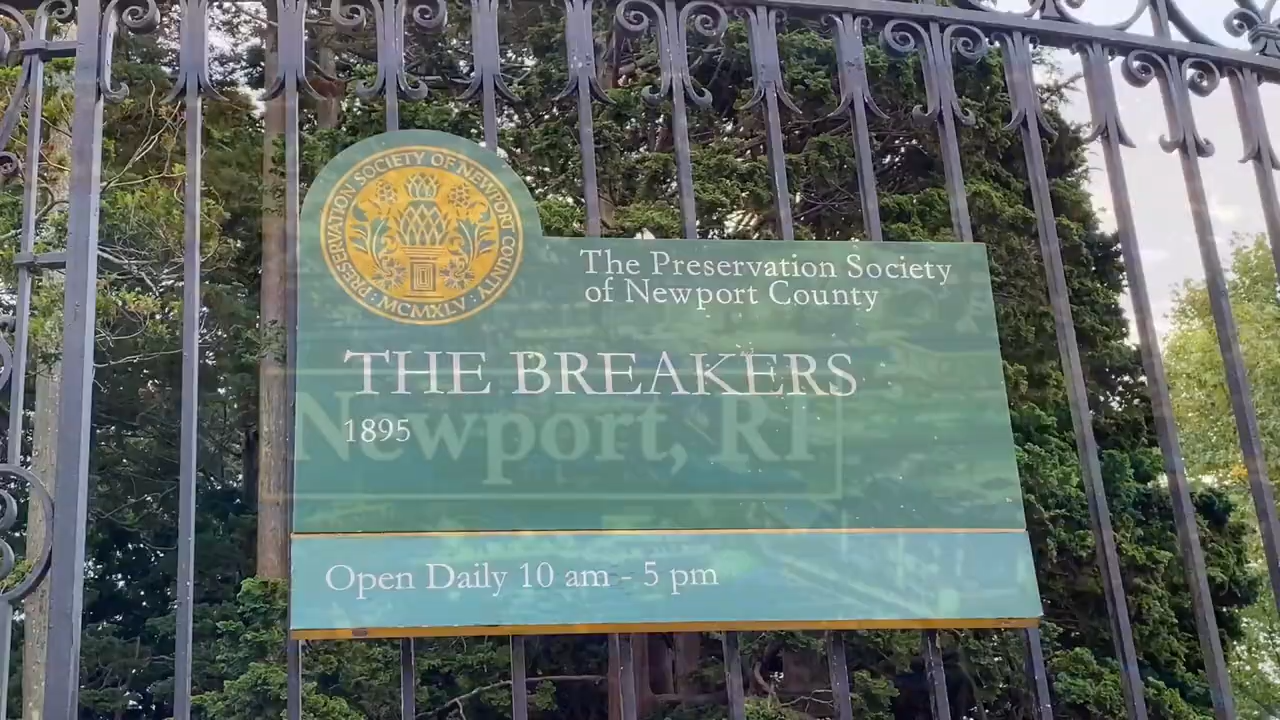 PRESERVATION SOCIETY OF NEWPORT COUNTY
· MCMXLV ·
The Preservation Society
of Newport County
THE BREAKERS
Newport, RI
1895
Open Daily 10 am - 5 pm